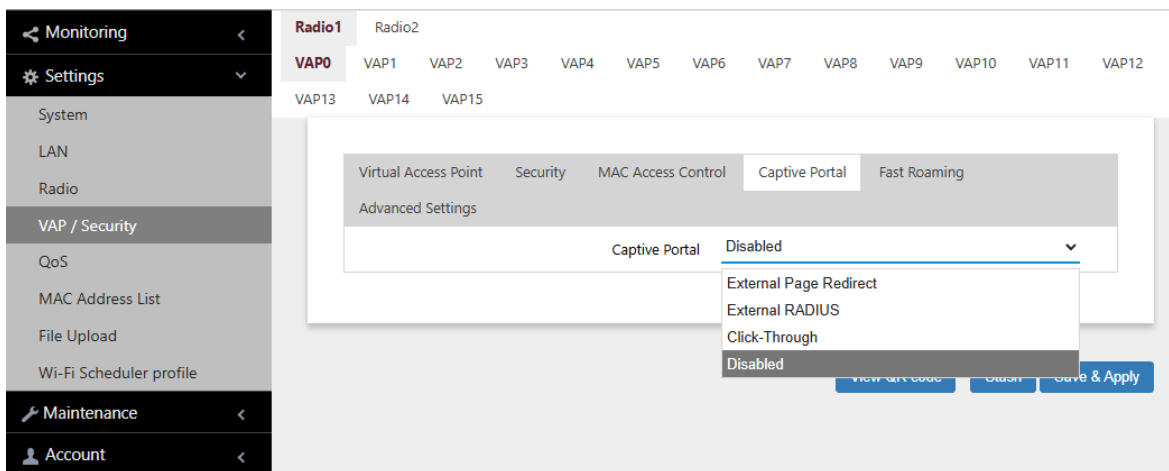 Monitoring
Settings
System
LAN
Radio
VAP / Security
QoS
MAC Address List
File Upload
Wi-Fi Scheduler profile
Maintenance
Account
Radio1 Radio2
VAP0 VAP1 VAP2 VAP3 VAP4 VAP5 VAP6 VAP7 VAP8 VAP9 VAP10 VAP11 VAP12
VAP13 VAP14 VAP15
Virtual Access Point Security MAC Access Control Captive Portal Fast Roaming
Advanced Settings
Captive Portal Disabled
External Page Redirect
External RADIUS
Click-Through
Disabled
View QR code Save & Apply